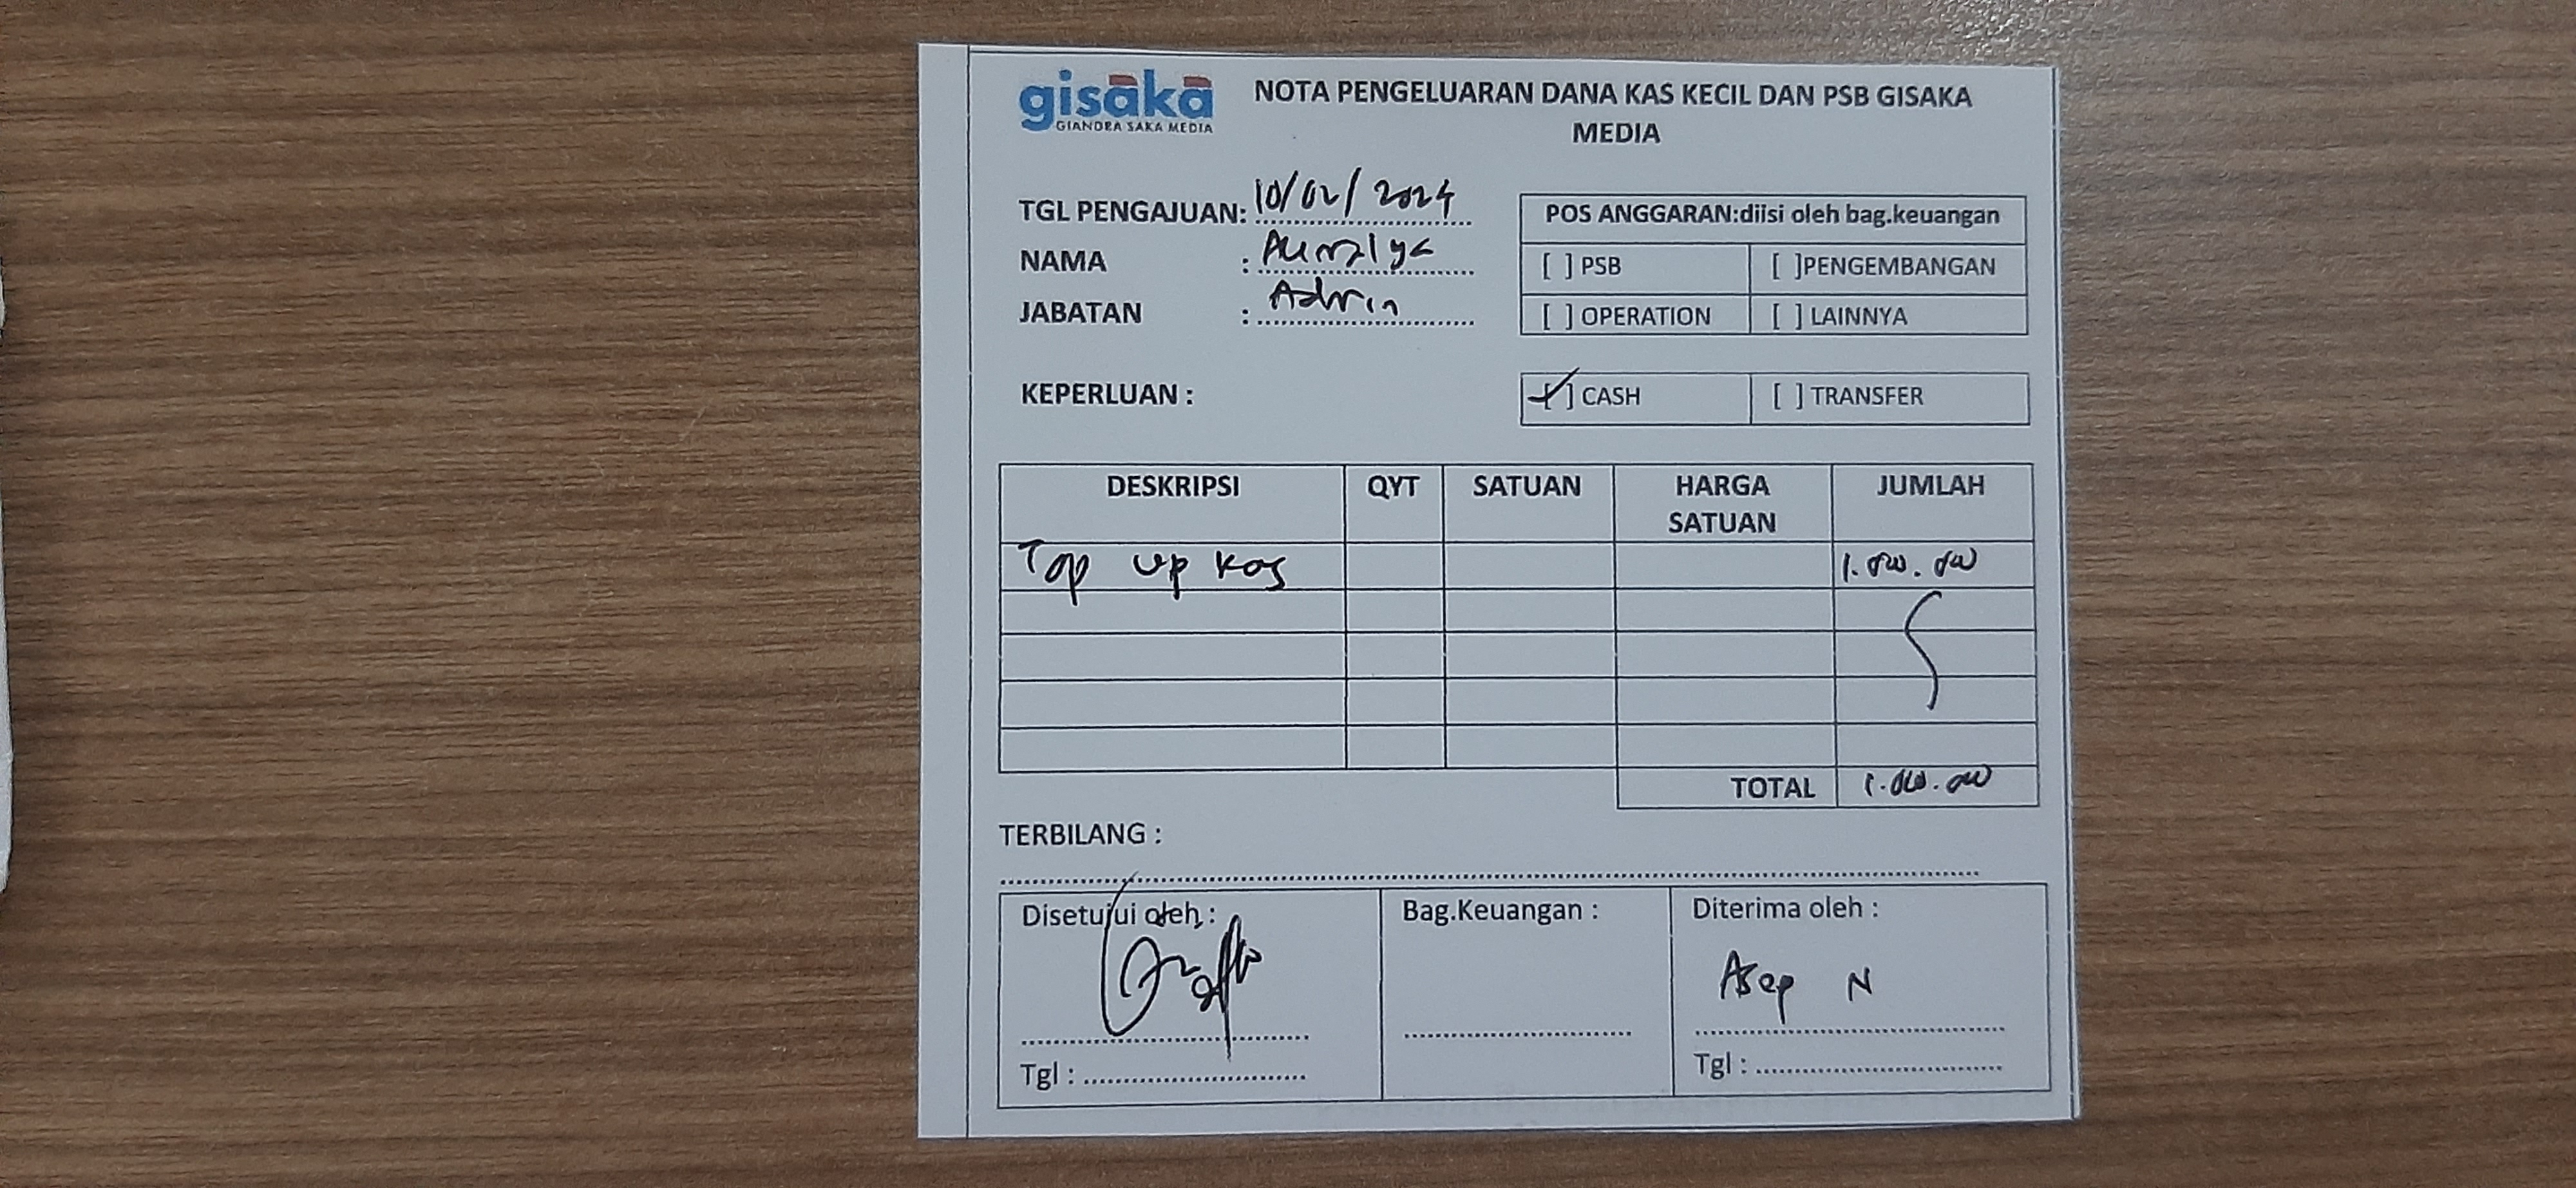 gisaka
GIANDRA SAKA MEDIA
NOTA PENGELUARAN DANA KAS KECIL DAN PSB GISAKA
MEDIA
TGL PENGAJUAN: 10/02/2024
NAMA :
JABATAN : Admin
POS ANGGARAN:diisi oleh bag.keuangan
[ ] PSB [ ]PENGEMBANGAN
[ ] OPERATION [ ] LAINNYA
KEPERLUAN :
[ ] CASH [ ] TRANSFER
DESKRIPSI QYT SATUAN HARGA SATUAN JUMLAH
Top up kas 1.000.000
TOTAL 1.000.000
TERBILANG :
Disetujui oleh, : Bag.Keuangan : Diterima oleh :
Asep N
Tgl : Tgl :